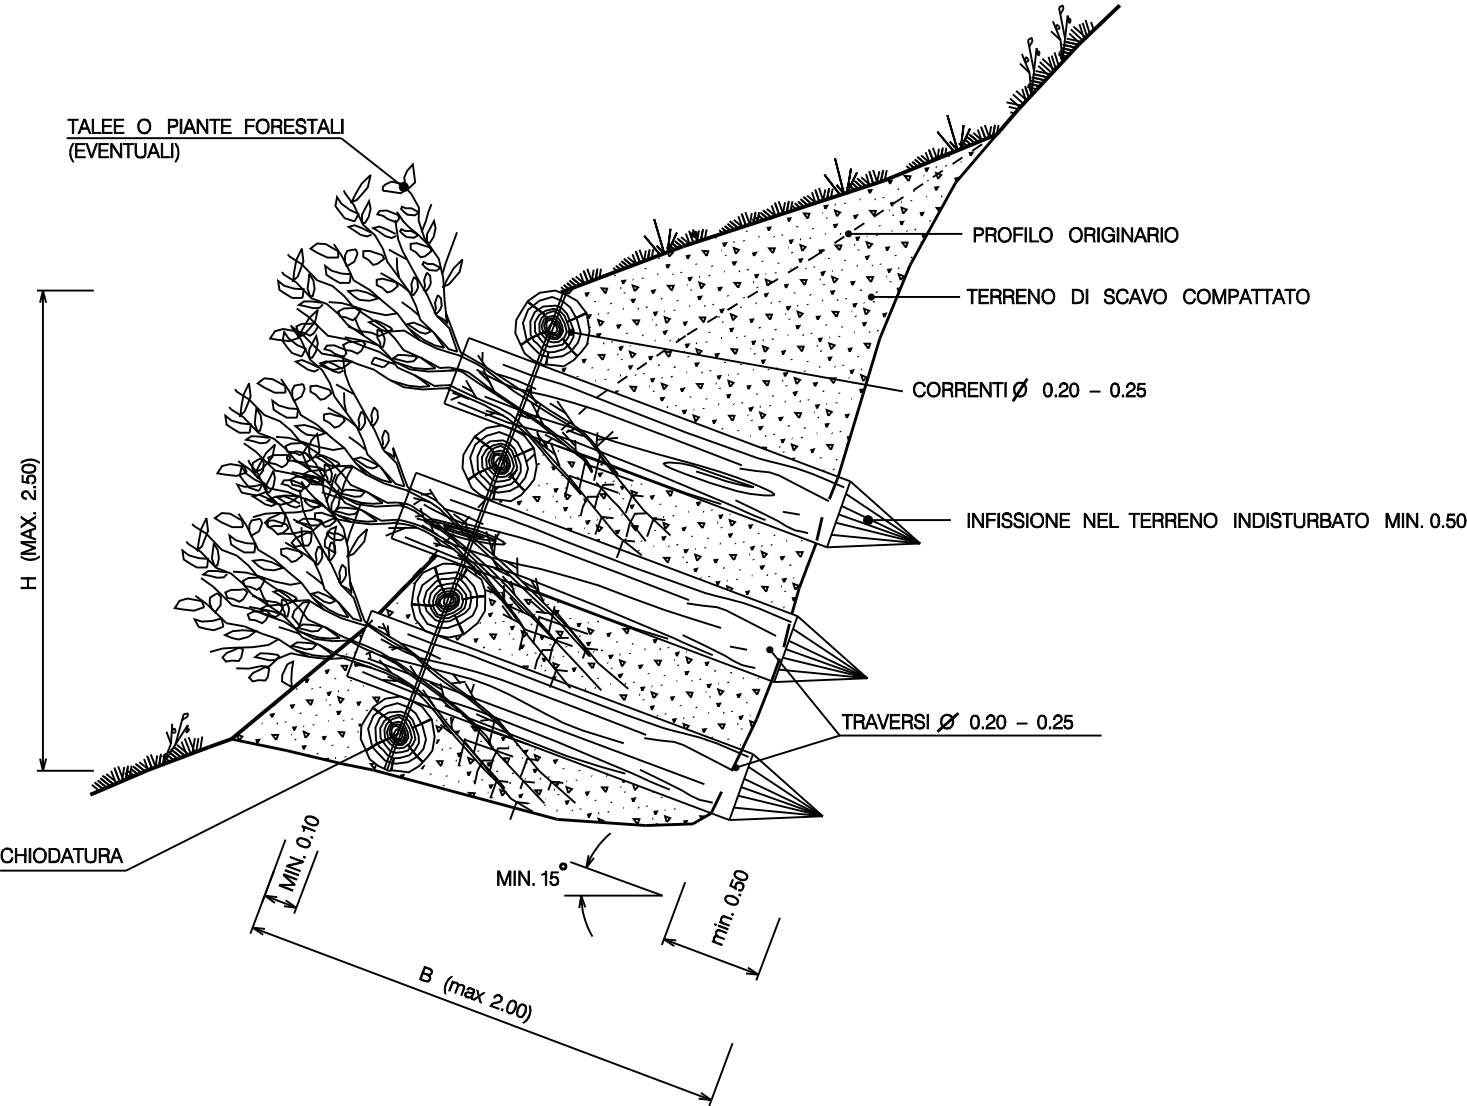 TALEE O PIANTE FORESTALI
(EVENTUALI)
PROFILO ORIGINARIO
TERRENO DI SCAVO COMPATTATO
CORRENTI Ø 0.20 – 0.25
H (MAX. 2.50)
INFISSIONE NEL TERRENO INDISTURBATO MIN. 0.50
TRAVERSI Ø 0.20 – 0.25
CHIODATURA
MIN. 0.10
MIN. 15°
min. 0.50
B (max 2.00)